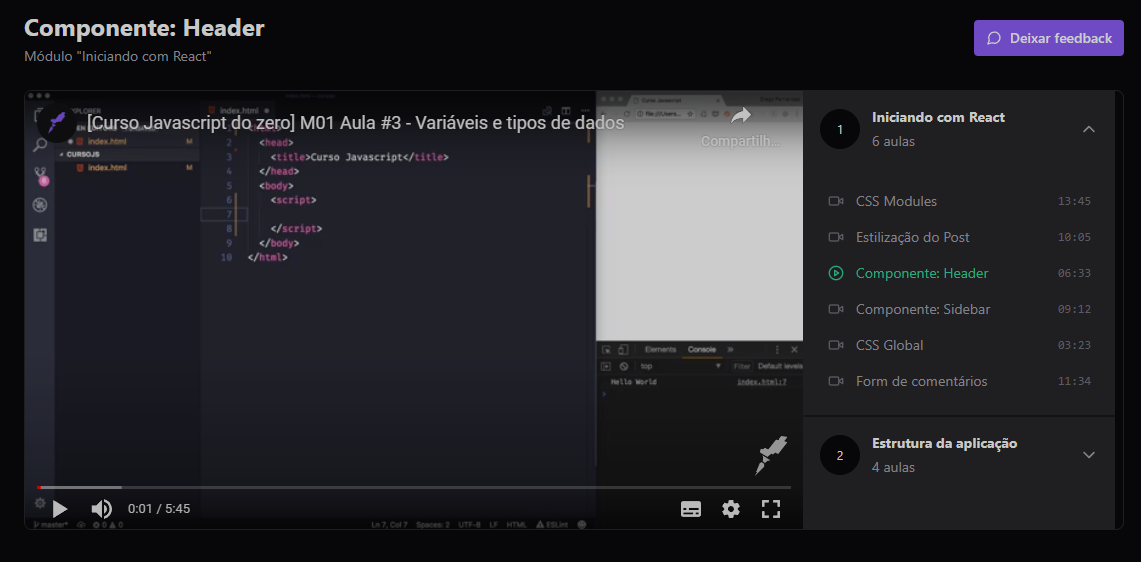 Componente: Header
Módulo "Iniciando com React"
Deixar feedback
[Curso Javascript do zero] M01 Aula #3 - Variáveis e tipos de dados
Compartilh...
index.html
index.html M
CURSOJS
index.html M
2 <head>
3 <title>Curso Javascript</title>
4 </head>
5 <body>
6 <script>
7
8 </script>
9 </body>
10 </html>
Elements Console »
top Filter Default levels
Hello World index.html:7
0:01 / 5:45
master* 0 0 Ln 7, Col 7 Spaces: 2 UTF-8 LF HTML ESLint
1
Iniciando com React
6 aulas
CSS Modules 13:45
Estilização do Post 10:05
Componente: Header 06:33
Componente: Sidebar 09:12
CSS Global 03:23
Form de comentários 11:34
2
Estrutura da aplicação
4 aulas